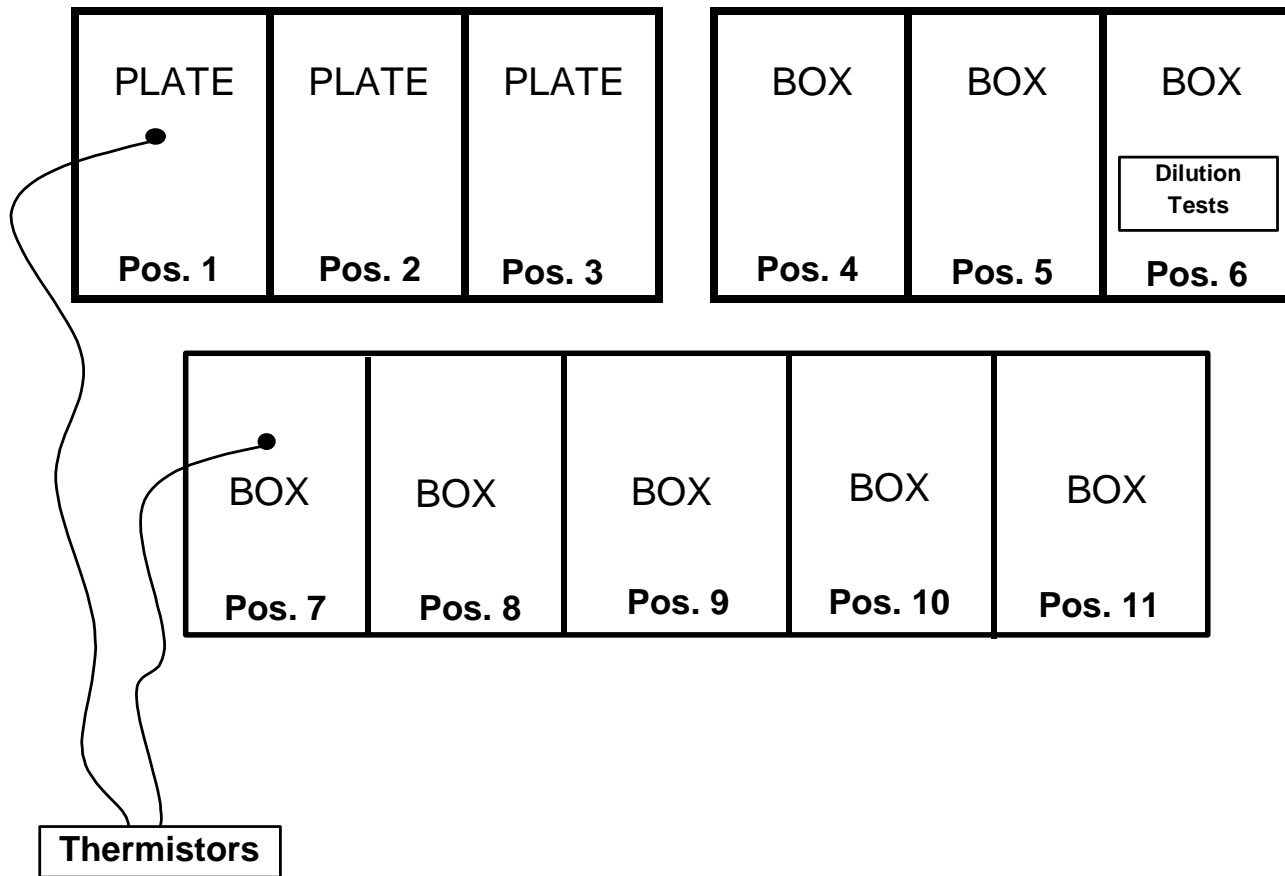 PLATE PLATE PLATE BOX BOX BOX
Dilution
Tests
Pos. 1 Pos. 2 Pos. 3 Pos. 4 Pos. 5 Pos. 6
BOX BOX BOX BOX BOX
Pos. 7 Pos. 8 Pos. 9 Pos. 10 Pos. 11
Thermistors